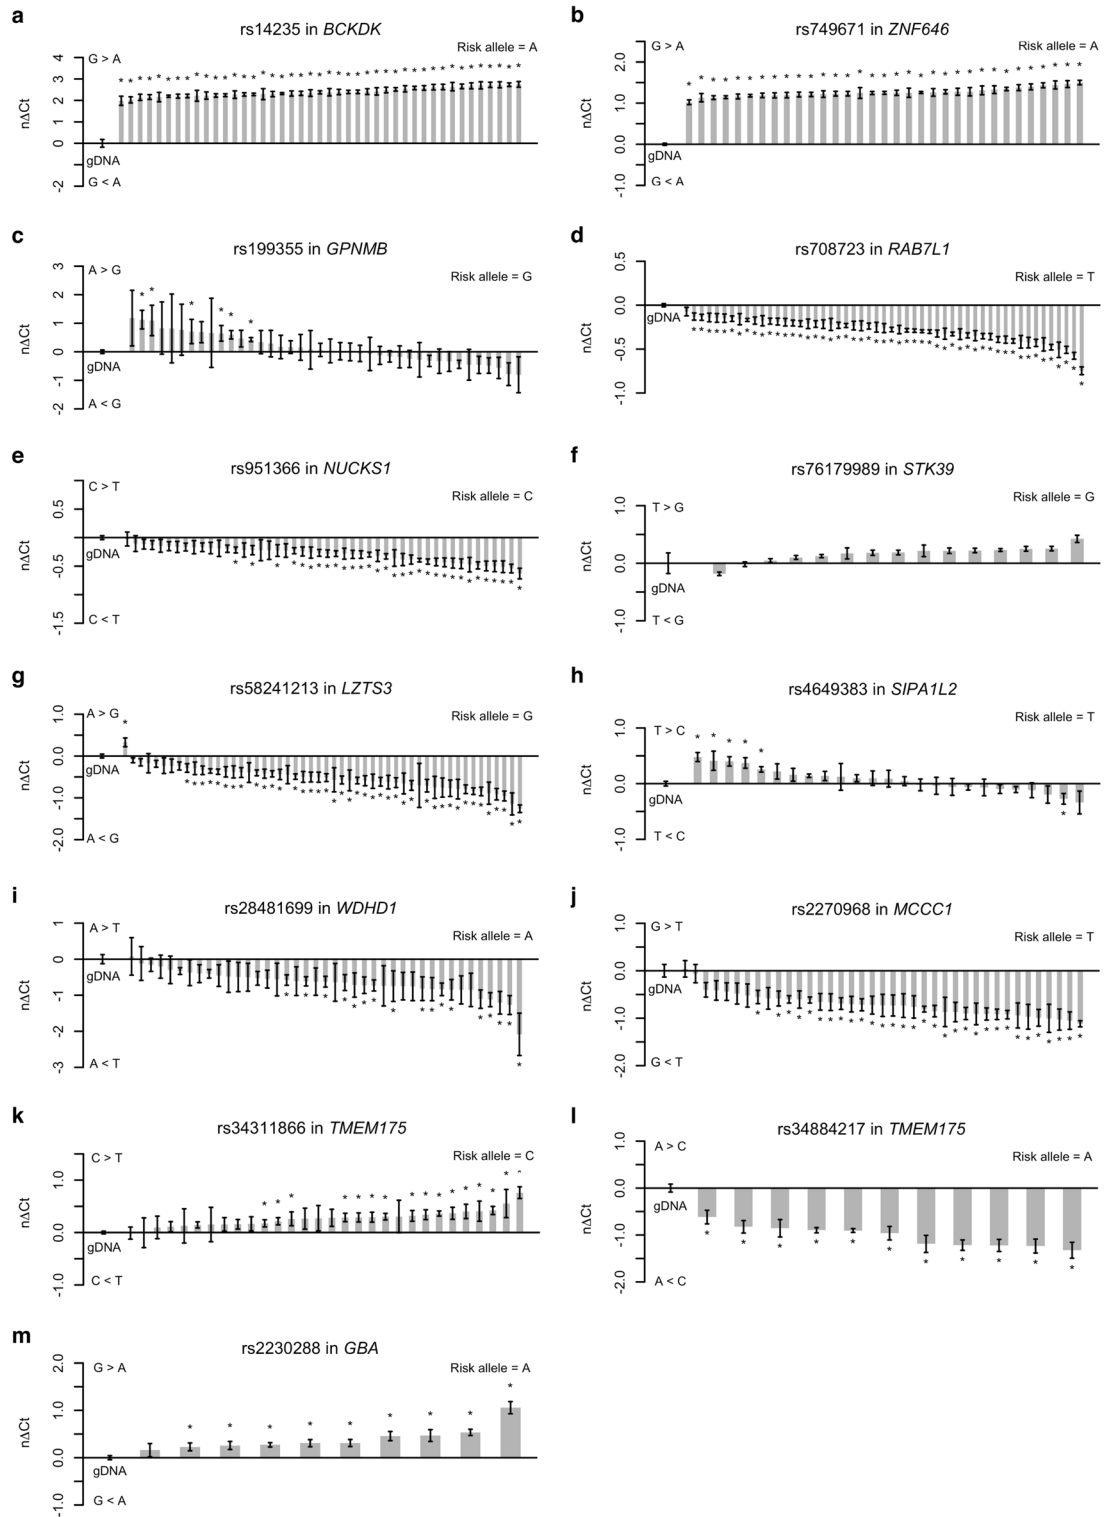 a
rs14235 in BCKDK
G > A
Risk allele = A
4
3
2
1
0
-2
nΔCt
gDNA
G < A
b
rs749671 in ZNF646
G > A
Risk allele = A
2.0
1.0
0.0
-1.0
nΔCt
gDNA
G < A
c
rs199355 in GPNMB
A > G
Risk allele = G
3
2
1
0
-1
-2
nΔCt
gDNA
A < G
d
rs708723 in RAB7L1
Risk allele = T
0.5
0.0
-0.5
-1.0
nΔCt
gDNA
e
rs951366 in NUCKS1
C > T
Risk allele = C
0.5
-0.5
-1.5
nΔCt
gDNA
C < T
f
rs76179989 in STK39
T > G
Risk allele = G
1.0
0.0
-1.0
nΔCt
gDNA
T < G
g
rs58241213 in LZTS3
A > G
Risk allele = G
1.0
0.0
-1.0
-2.0
nΔCt
gDNA
A < G
h
rs4649383 in SIPA1L2
T > C
Risk allele = T
1.0
0.0
-1.0
nΔCt
gDNA
T < C
i
rs28481699 in WDHD1
A > T
Risk allele = A
1
0
-1
-2
-3
nΔCt
gDNA
A < T
j
rs2270968 in MCCC1
G > T
Risk allele = T
1.0
0.0
-1.0
-2.0
nΔCt
gDNA
G < T
k
rs34311866 in TMEM175
C > T
Risk allele = C
1.0
0.0
-1.0
nΔCt
gDNA
C < T
l
rs34884217 in TMEM175
A > C
Risk allele = A
1.0
0.0
-1.0
-2.0
nΔCt
gDNA
A < C
m
rs2230288 in GBA
G > A
Risk allele = A
2.0
1.0
0.0
-1.0
nΔCt
gDNA
G < A